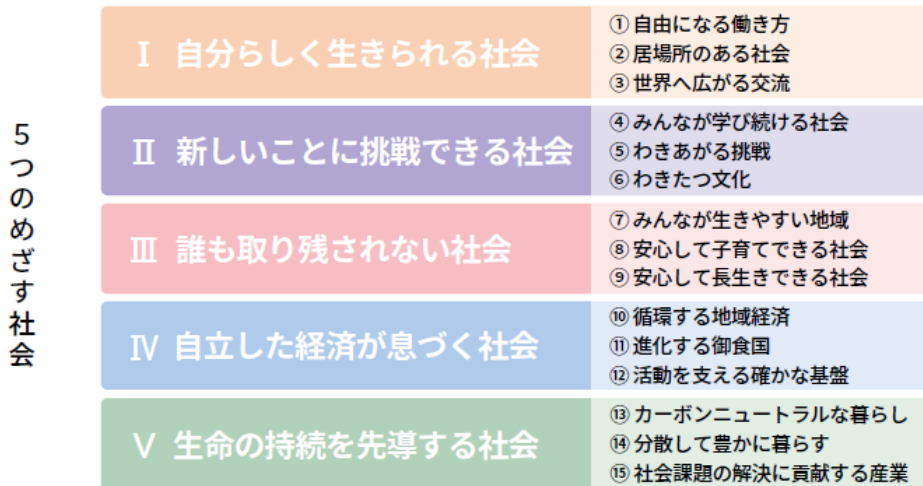 5つのめざす社会
Ⅰ 自分らしく生きられる社会
① 自由になる働き方
② 居場所のある社会
③ 世界へ広がる交流
Ⅱ 新しいことに挑戦できる社会
④ みんなが学び続ける社会
⑤ わきあがる挑戦
⑥ わきたつ文化
Ⅲ 誰も取り残されない社会
⑦ みんなが生きやすい地域
⑧ 安心して子育てできる社会
⑨ 安心して長生きできる社会
Ⅳ 自立した経済が息づく社会
⑩ 循環する地域経済
⑪ 進化する御食国
⑫ 活動を支える確かな基盤
Ⅴ 生命の持続を先導する社会
⑬ カーボンニュートラルな暮らし
⑭ 分散して豊かに暮らす
⑮ 社会課題の解決に貢献する産業